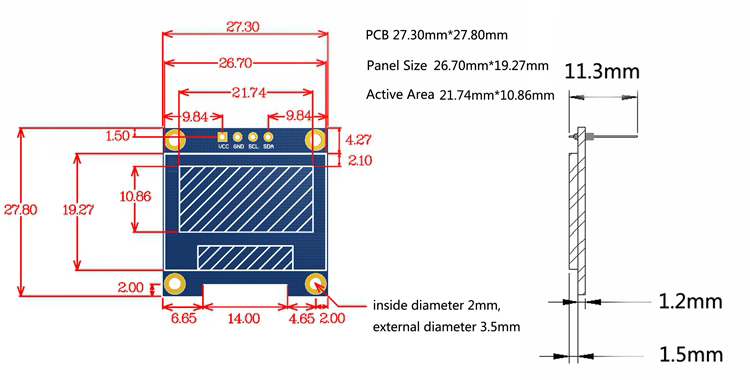 27.30
PCB 27.30mm*27.80mm
26.70
Panel Size 26.70mm*19.27mm
11.3mm
21.74
Active Area 21.74mm*10.86mm
9.84
9.84
1.50
4.27
VCC GND SCL SDA
2.10
10.86
27.80
19.27
2.00
inside diameter 2mm,
external diameter 3.5mm
6.65
14.00
4.65
2.00
1.2mm
1.5mm